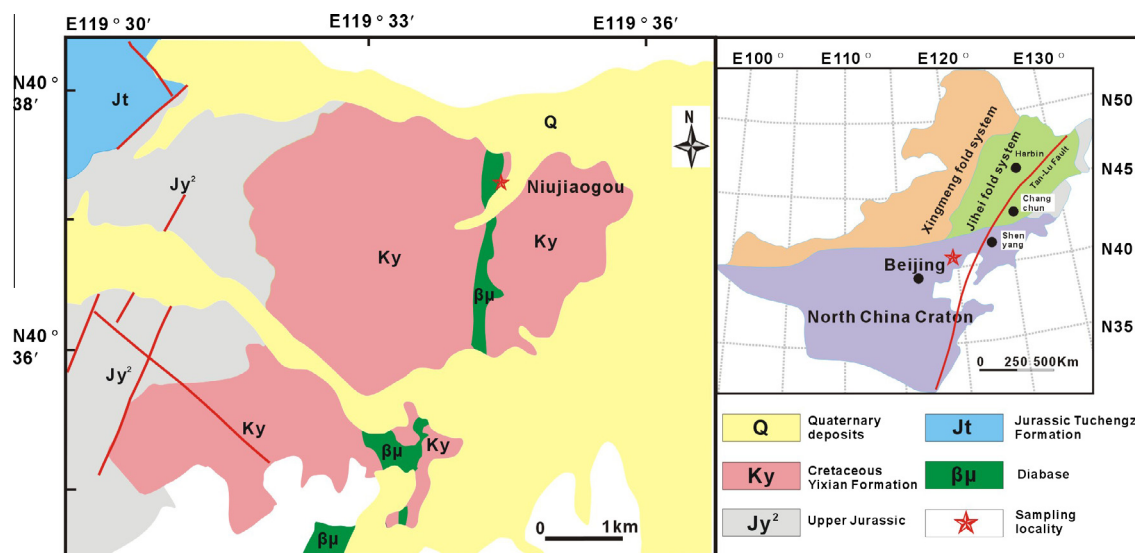 E119 ° 30′
E119 ° 33′
E119 ° 36′
N40 °
38′
Jt
Q
N
Jy²
Niujiaogou
Ky
Ky
βμ
N40 °
36′
Jy²
Ky
βμ
Ky
βμ
0 1km
E100 °
E110 °
E120 °
E130 °
N50
N45
N40
N35
Xingmeng fold system
Jihei fold system
Harbin
Tan-Lu Fault
Chang
chun
Shen
yang
Beijing
North China Craton
0 250 500Km
Q
Quaternary
deposits
Jt
Jurassic Tuchengz
Formation
Ky
Cretaceous
Yixian Formation
βμ
Diabase
Jy²
Upper Jurassic
Sampling
locality